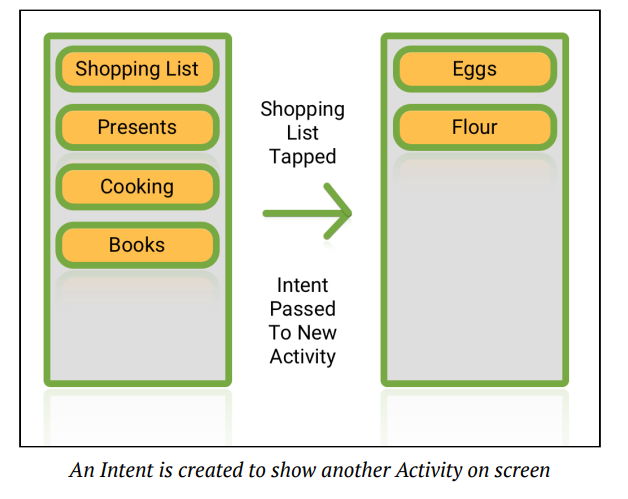 Shopping List
Presents
Cooking
Books
Shopping
List
Tapped
Intent
Passed
To New
Activity
Eggs
Flour
An Intent is created to show another Activity on screen